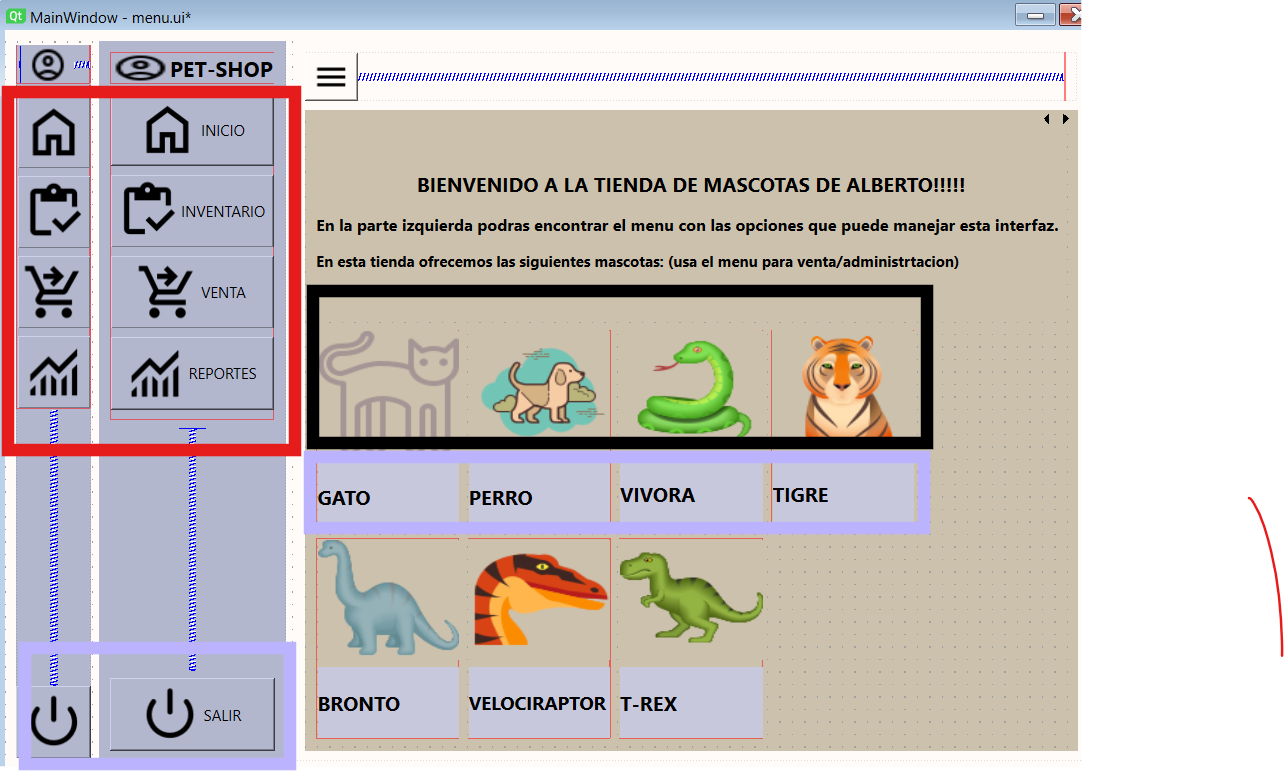 MainWindow - menu.ui*
PET-SHOP
INICIO
INVENTARIO
VENTA
REPORTES
SALIR
BIENVENIDO A LA TIENDA DE MASCOTAS DE ALBERTO!!!!!
En la parte izquierda podras encontrar el menu con las opciones que puede manejar esta interfaz.
En esta tienda ofrecemos las siguientes mascotas: (usa el menu para venta/administrtacion)
GATO PERRO VIVORA TIGRE
BRONTO VELOCIRAPTOR T-REX